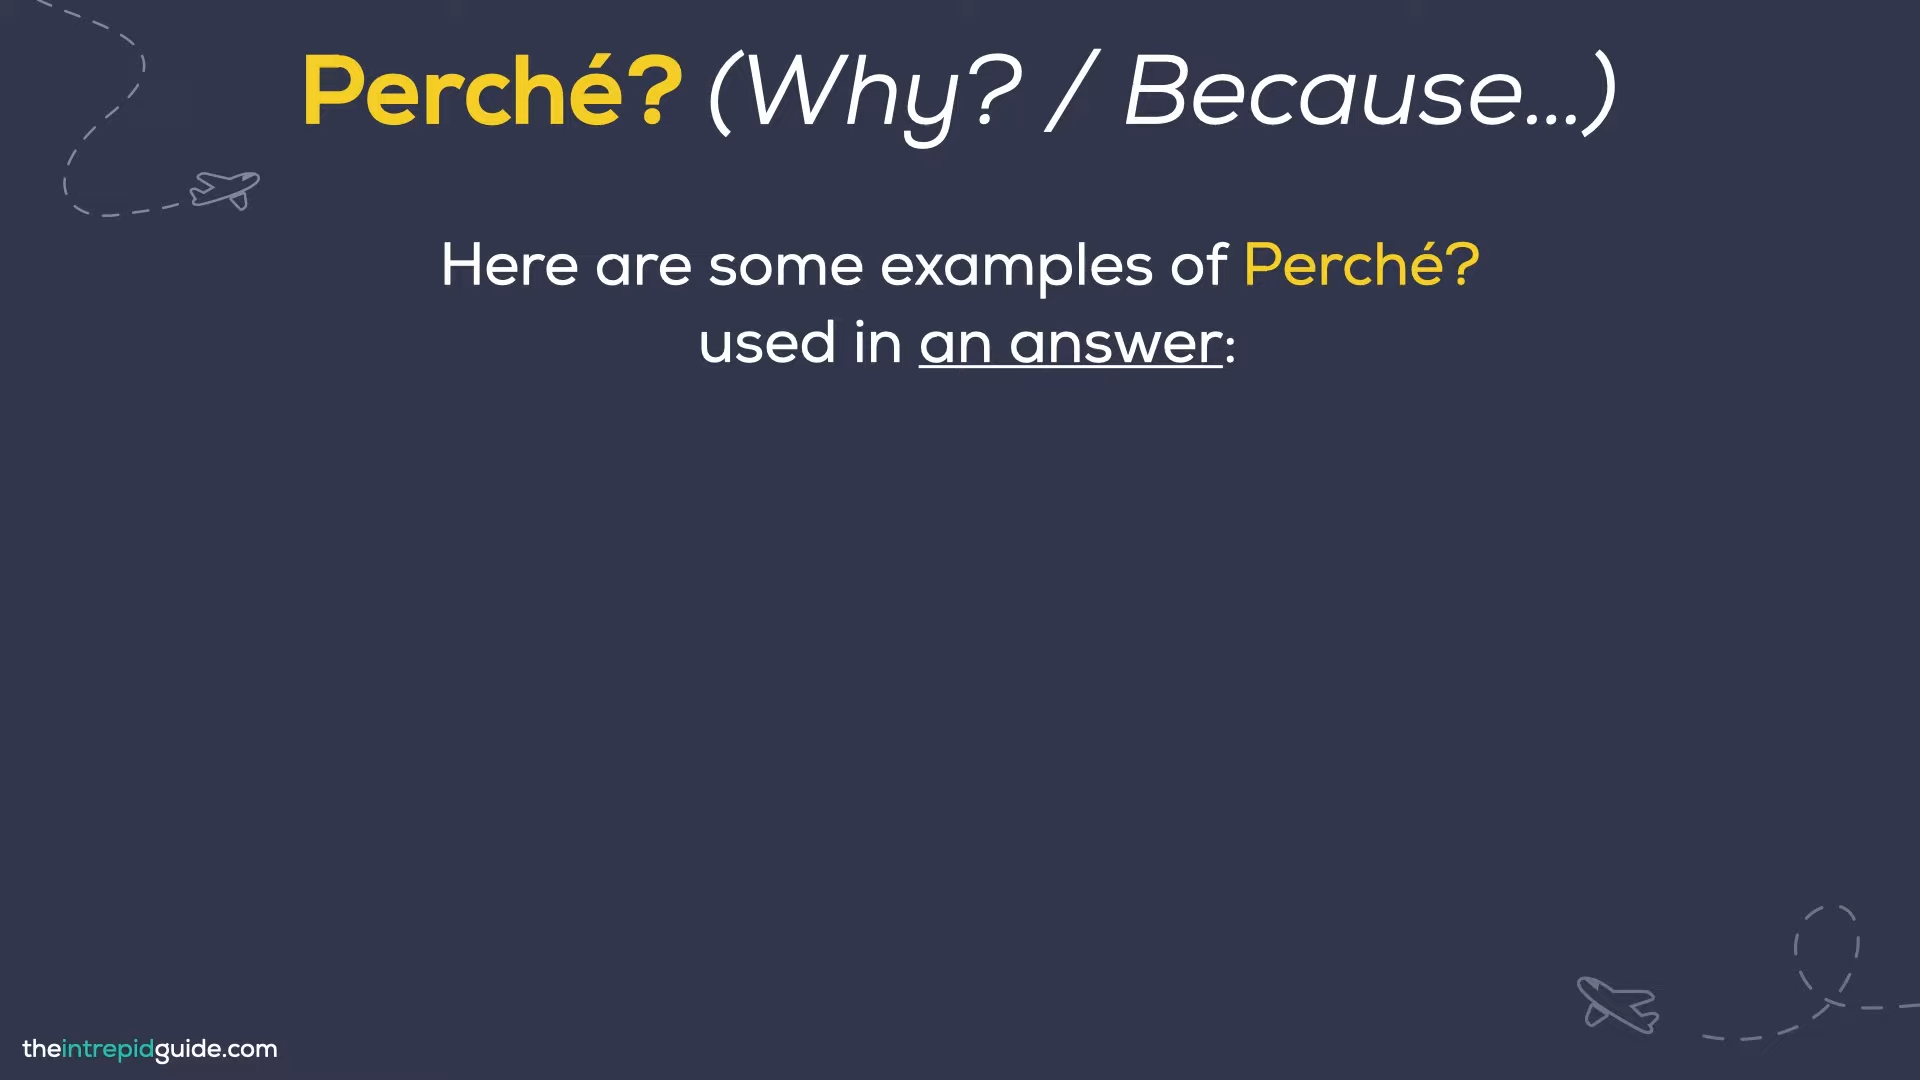 Perché? (Why? / Because...)
Here are some examples of Perché?
used in an answer:
theintrepidguide.com